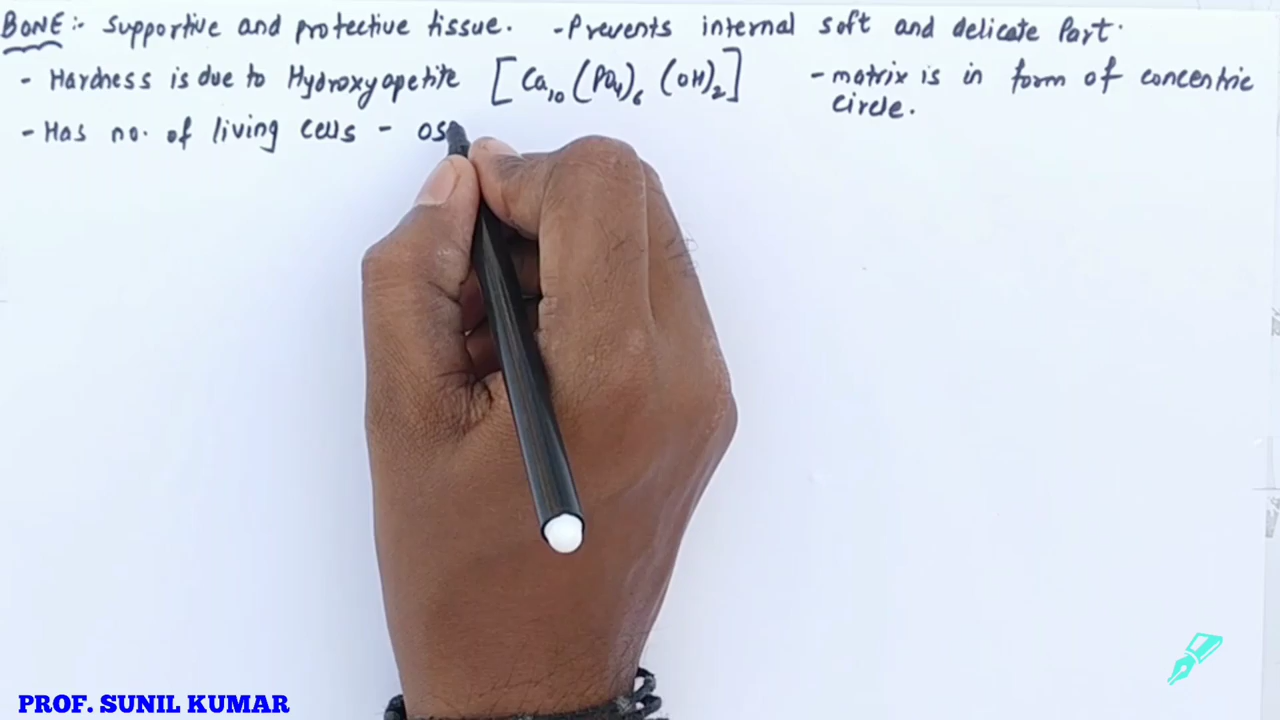 BONE :- Supportive and protective tissue. - Prevents internal soft and delicate Part.
- Hardness is due to Hydroxyapetite [Ca₁₀(PO₄)₆(OH)₂] - matrix is in form of concentric
circle.
- Has no. of living cells - os
PROF. SUNIL KUMAR